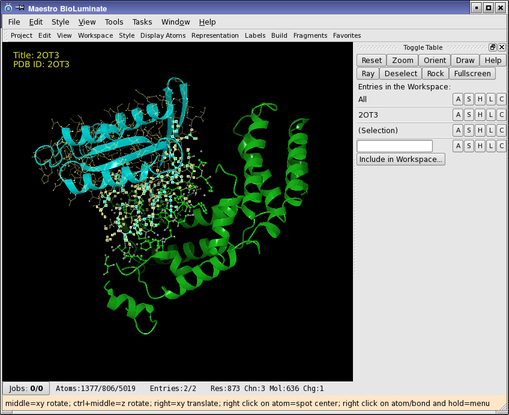 Maestro BioLuminate
File Edit Style View Tools Tasks Window Help
Project Edit View Workspace Style Display Atoms Representation Labels Build Fragments Favorites
Title: 2OT3
PDB ID: 2OT3
Toggle Table
Reset Zoom Orient Draw Help
Ray Deselect Rock Fullscreen
Entries in the Workspace:
All A S H L C
2OT3 A S H L C
(Selection) A S H L C
A S H L C
Include in Workspace...
Jobs: 0/0 Atoms:1377/806/5019 Entries:2/2 Res:873 Chn:3 Mol:636 Chg:1
middle=xy rotate; ctrl+middle=z rotate; right=xy translate; right click on atom=spot center; right click on atom/bond and hold=menu